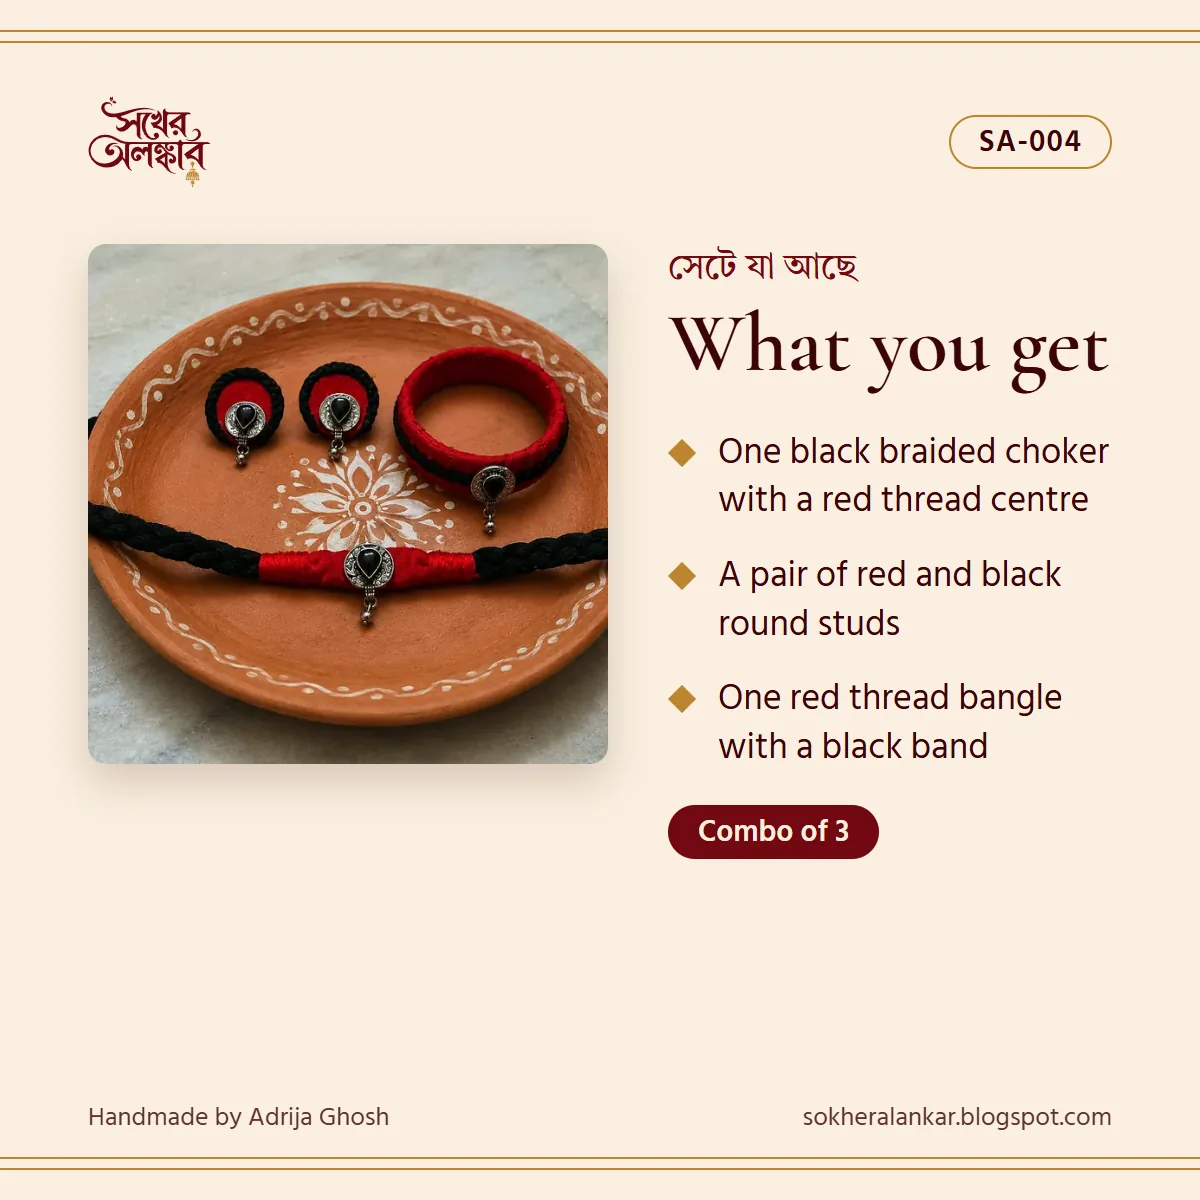 সখের
অলঙ্কার
SA-004
সেটে যা আছে
What you get
One black braided choker
with a red thread centre
A pair of red and black
round studs
One red thread bangle
with a black band
Combo of 3
Handmade by Adrija Ghosh
sokheralankar.blogspot.com